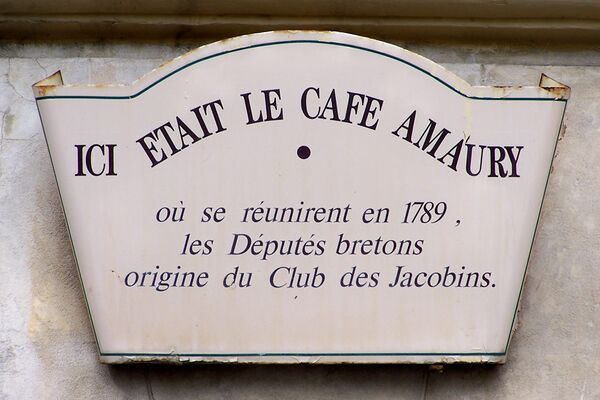 ICI ETAIT LE CAFE AMAURY
où se réunirent en 1789 ,
les Députés bretons
origine du Club des Jacobins.